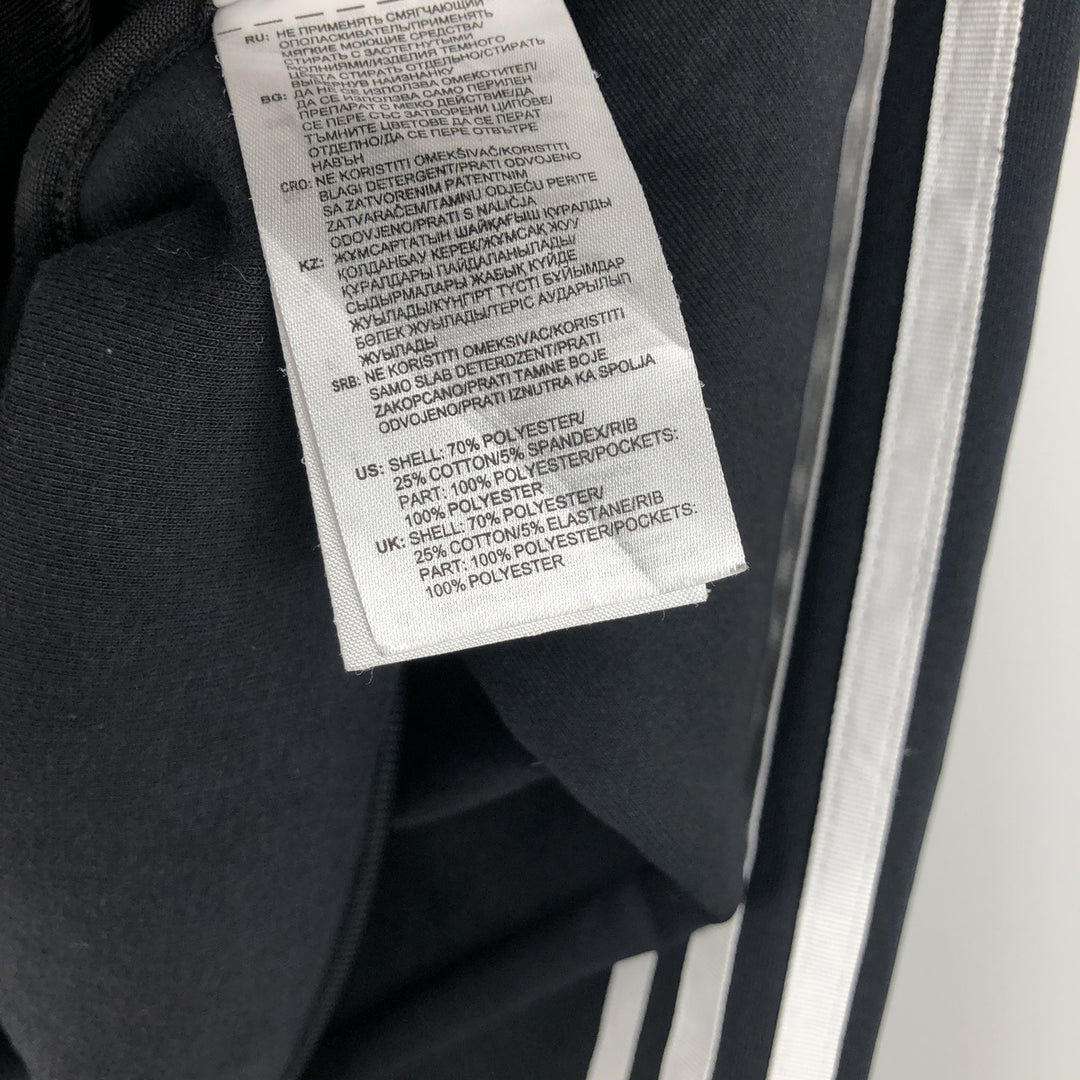 RU: НЕ ПРИМЕНЯТЬ СМЯГЧАЮЩИЙ
ОПОЛАСКИВАТЕЛЬ/ПРИМЕНЯТЬ
МЯГКИЕ МОЮЩИЕ СРЕДСТВА/
СТИРАТЬ С ЗАСТЕГНУТЫМИ
ЦЕЛНИЯМИ/ИЗДЕЛИЯ ТЕМНОГО
ЦВЕТА СТИРАТЬ ОТДЕЛЬНО/СТИРАТЬ
ВЫВЕРНУВ НАИЗНАНКУ
BG: ДА НЕ СЕ ИЗПОЛЗВА ОМЕКОТИТЕЛ/
ДА СЕ ИЗПОЛЗВА САМО ПЕРИЛЕН
ПРЕПАРАТ С МЕКО ДЕЙСТВИЕ/ДА
СЕ ПЕРЕ СЪС ЗАТВОРЕНИ ЦИПОВЕ/
ТЪМНИТЕ ЦВЕТОВЕ ДА СЕ ПЕРЕ
ОТДЕЛНО/ДА СЕ ПЕРЕ ОТВЪТРЕ
НАВЪН
CRO: NE KORISTITI OMEKŠIVAČ/KORISTITI
BLAGI DETERGENT/PRATI ODVOJENO
SA ZATVORENIM PATENTNIM
ZATVARAČEM/TAMNU ODJEĆU PERITE
ODVOJENO/PRATI S NALIČJA
KZ: ЖҰМСАРТАТЫН ШАЙҚАҒЫШ ҚҰРАЛДЫ
ҚОЛДАНБАУ КЕРЕК/ЖҰМСАҚ ЖУУ
ҚҰРАЛДАРЫ ПАЙДАЛАНЫЛАДЫ/
СЫДЫРМАЛАРЫ ЖАБЫҚ КҮЙДЕ
ЖУЫЛАДЫ/КҮҢГІРТ ТҮСТІ БҰЙЫМДАР
БӨЛЕК ЖУЫЛАДЫ/ТЕРІС АУДАРЫЛЫП
ЖУЫЛАДЫ
SRB: NE KORISTITI OMEKSIVAC/KORISTITI
SAMO SLAB DETERDZENT/PRATI
ZAKOPCANO/PRATI TAMNE BOJE
ODVOJENO/PRATI IZNUTRA KA SPOLJA
US: SHELL: 70% POLYESTER/
25% COTTON/5% SPANDEX/RIB
PART: 100% POLYESTER/POCKETS:
100% POLYESTER
UK: SHELL: 70% POLYESTER/
25% COTTON/5% ELASTANE/RIB
PART: 100% POLYESTER/POCKETS:
100% POLYESTER